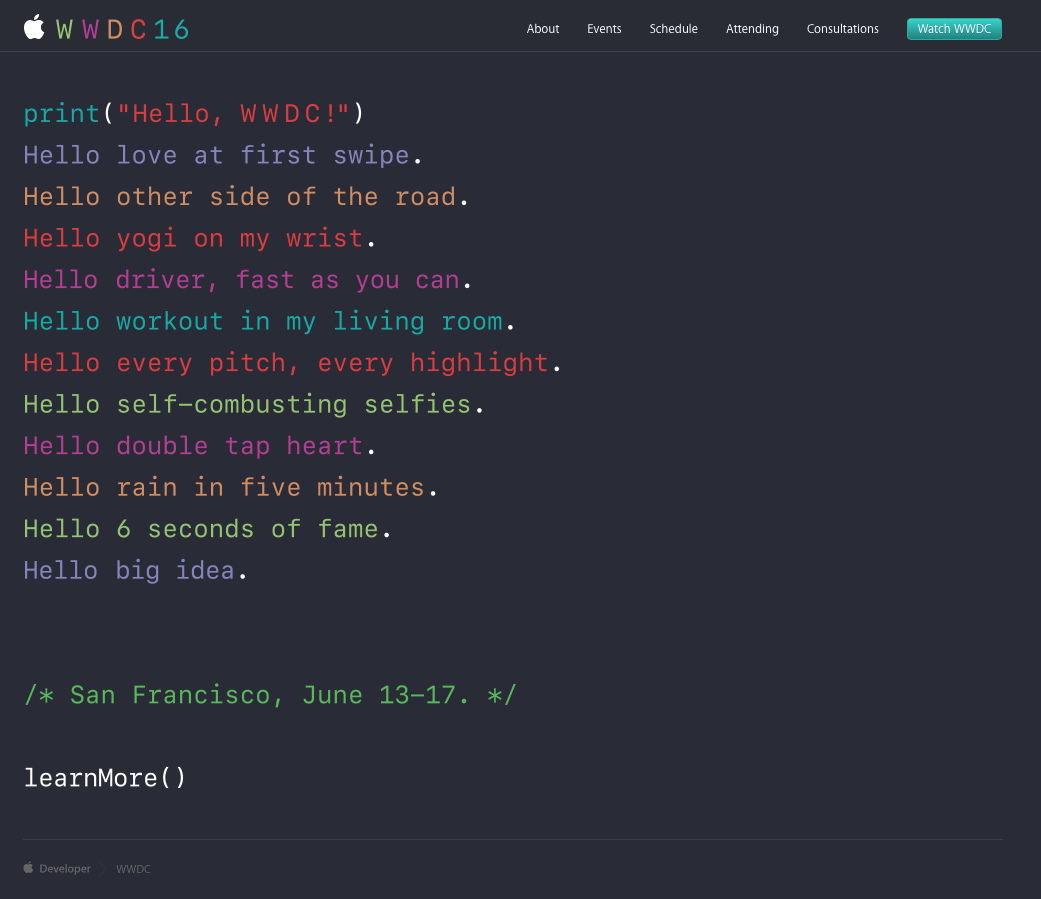 WWDC16
About Events Schedule Attending Consultations Watch WWDC
print("Hello, WWDC!")
Hello love at first swipe.
Hello other side of the road.
Hello yogi on my wrist.
Hello driver, fast as you can.
Hello workout in my living room.
Hello every pitch, every highlight.
Hello self–combusting selfies.
Hello double tap heart.
Hello rain in five minutes.
Hello 6 seconds of fame.
Hello big idea.
/* San Francisco, June 13–17. */
learnMore()
Developer WWDC